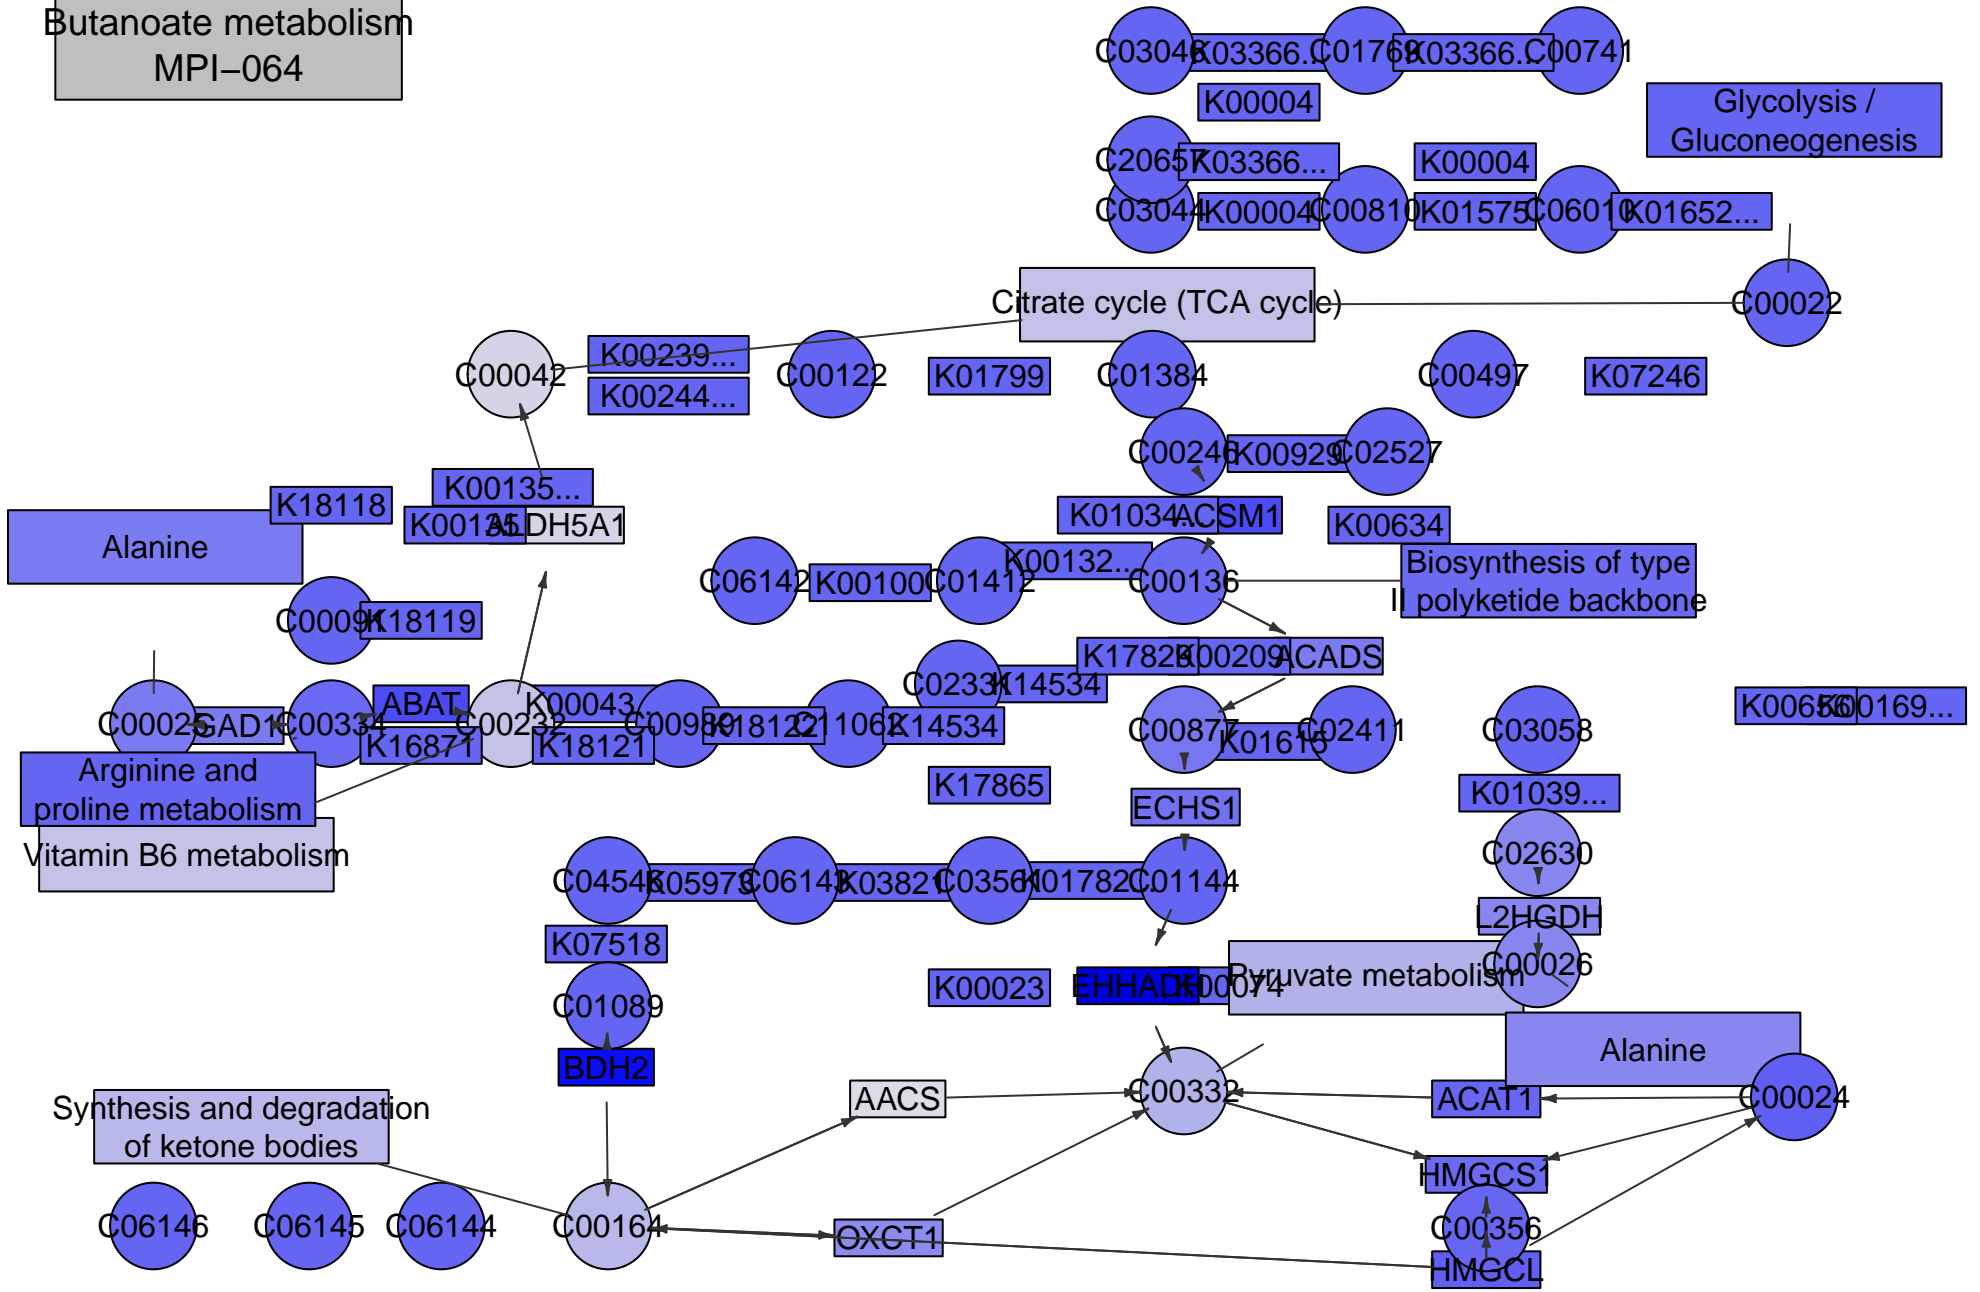 Butanoate metabolism
MPI−064
C03046
K03366...
C01769
K03366...
C00741
K00004
Glycolysis /
Gluconeogenesis
C20657
K03366...
K00004
C03044
K00004
C00810
K01575
C06010
K01652...
Citrate cycle (TCA cycle)
C00022
C00042
K00239...
K00244...
C00122
K01799
C01384
C00497
K07246
C00246
K00929
C02527
K18118
K00135...
K00135
ALDH5A1
K01034...
ACSM1
K00634
Alanine
C06142
K00100
C01412
K00132...
C00136
Biosynthesis of type
II polyketide backbone
C00091
K18119
K17829
K00209
ACADS
C02331
K14534
C00025
GAD1
C00334
ABAT
K16871
C00232
K00043...
K18121
C00989
K18122
C11062
K14534
C00877
K01615
C02411
C03058
K00656
K00169...
Arginine and
proline metabolism
K17865
ECHS1
K01039...
Vitamin B6 metabolism
C02630
C04546
K05973
C06143
K03821
C03561
K01782...
C01144
L2HGDH
K07518
C00026
C01089
K00023
EHHADH
K00074
Pyruvate metabolism
BDH2
Alanine
Synthesis and degradation
of ketone bodies
AACS
C00332
ACAT1
C00024
HMGCS1
C06146
C06145
C06144
C00164
OXCT1
C00356
HMGCL